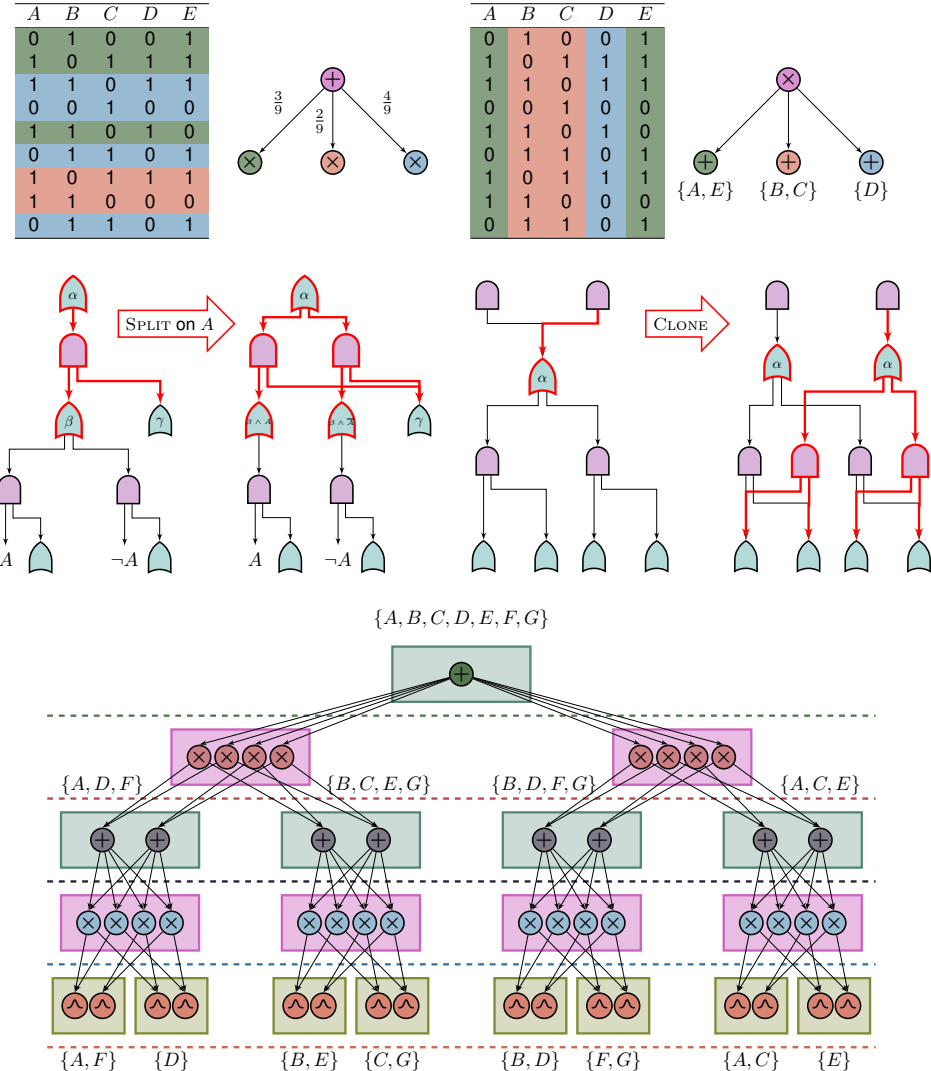 A B C D E
0 1 0 0 1
1 0 1 1 1
1 1 0 1 1
0 0 1 0 0
1 1 0 1 0
0 1 1 0 1
1 0 1 1 1
1 1 0 0 0
0 1 1 0 1
+
3/9 2/9 4/9
× × ×
A B C D E
0 1 0 0 1
1 0 1 1 1
1 1 0 1 1
0 0 1 0 0
1 1 0 1 0
0 1 1 0 1
1 0 1 1 1
1 1 0 0 0
0 1 1 0 1
×
+ + +
{A, E} {B, C} {D}
α
SPLIT on A
α
β γ
β ∧ A β ∧ A̅ γ
A ¬A
A ¬A
CLONE
α
α α
{A, B, C, D, E, F, G}
+
× × × × × × × ×
{A, D, F} {B, C, E, G} {B, D, F, G} {A, C, E}
+ + + + + + + +
× × × × × × × × × × × × × × × ×
{A, F} {D} {B, E} {C, G} {B, D} {F, G} {A, C} {E}